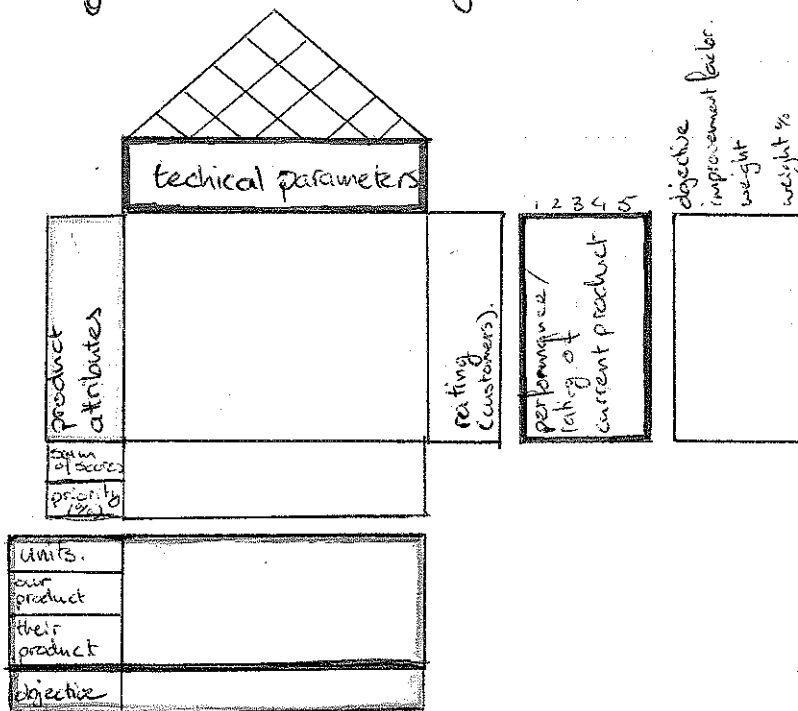 techical parameters
product
attributes
rating
(customers).
1 2 3 4 5
performance/
rating of
current product
objective
improvement factor.
weight
weight %
sum
of scores
priority
(%)
units.
our
product
their
product
objective